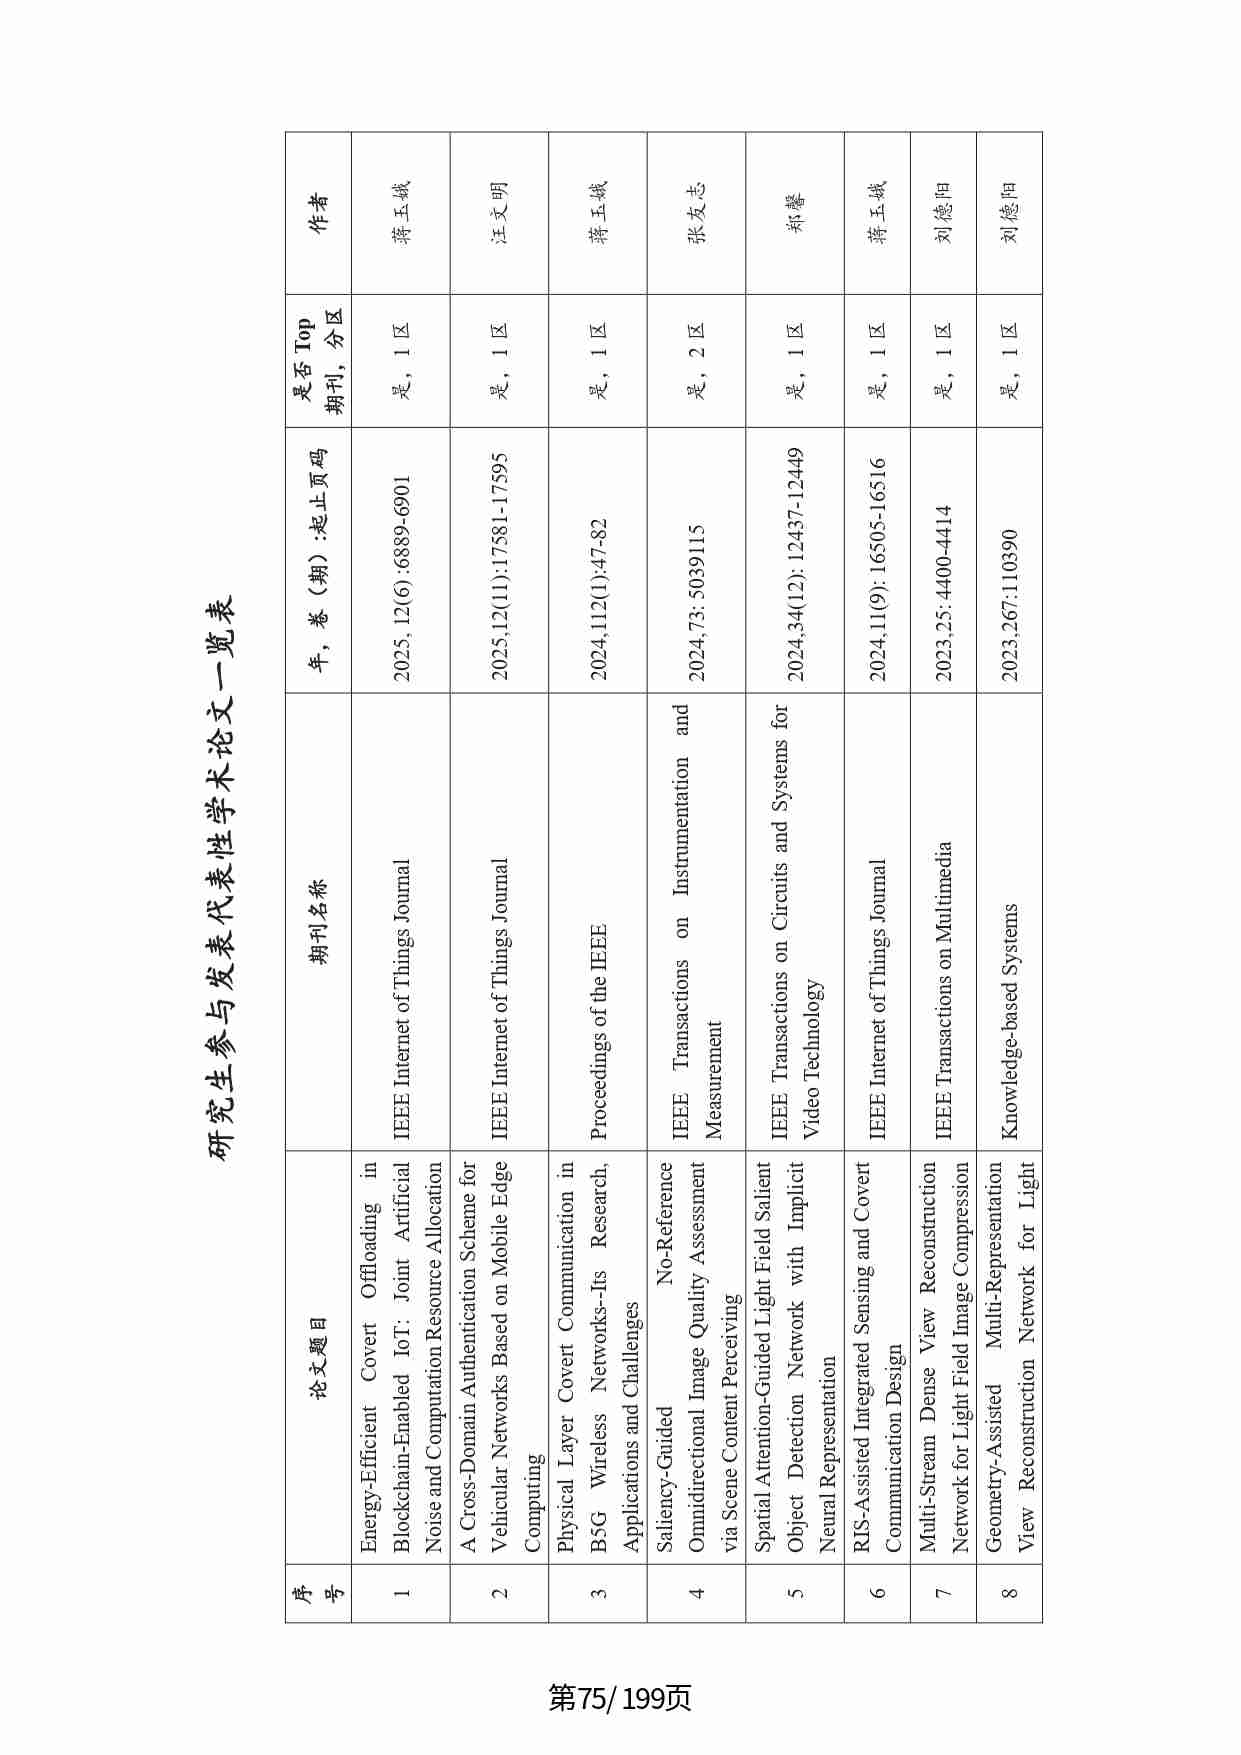 研究生参与发表代表性学术论文一览表
序
号
论文题目
期刊名称
年，卷（期）:起止页码
是否 Top
期刊，分区
作者
1
Energy-Efficient Covert Offloading in
Blockchain-Enabled IoT: Joint Artificial
Noise and Computation Resource Allocation
IEEE Internet of Things Journal
2025, 12(6) :6889-6901
是，1 区
蒋玉娥
2
A Cross-Domain Authentication Scheme for
Vehicular Networks Based on Mobile Edge
Computing
IEEE Internet of Things Journal
2025,12(11):17581-17595
是，1 区
汪文明
3
Physical Layer Covert Communication in
B5G Wireless Networks--Its Research,
Applications and Challenges
Proceedings of the IEEE
2024,112(1):47-82
是，1 区
蒋玉娥
4
Saliency-Guided No-Reference
Omnidirectional Image Quality Assessment
via Scene Content Perceiving
IEEE Transactions on Instrumentation and
Measurement
2024,73: 5039115
是，2 区
张友志
5
Spatial Attention-Guided Light Field Salient
Object Detection Network with Implicit
Neural Representation
IEEE Transactions on Circuits and Systems for
Video Technology
2024,34(12): 12437-12449
是，1 区
郑馨
6
RIS-Assisted Integrated Sensing and Covert
Communication Design
IEEE Internet of Things Journal
2024,11(9): 16505-16516
是，1 区
蒋玉娥
7
Multi-Stream Dense View Reconstruction
Network for Light Field Image Compression
IEEE Transactions on Multimedia
2023,25: 4400-4414
是，1 区
刘德阳
8
Geometry-Assisted Multi-Representation
View Reconstruction Network for Light
Knowledge-based Systems
2023,267:110390
是，1 区
刘德阳
第75/ 199页